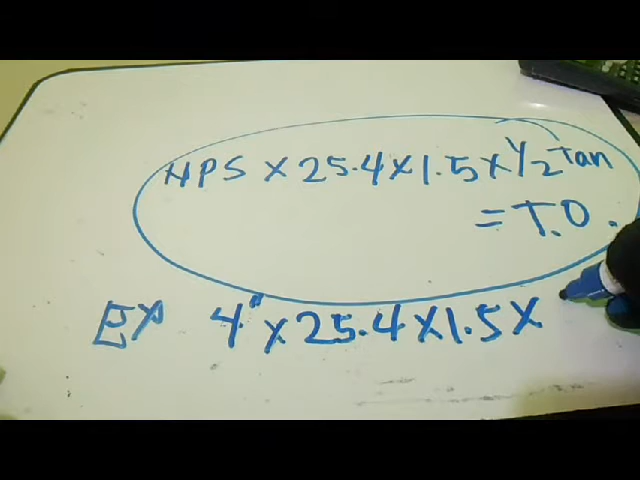 NPS × 25.4 × 1.5 × 1/2 Tan
= T.O.
EX 4" × 25.4 × 1.5 ×